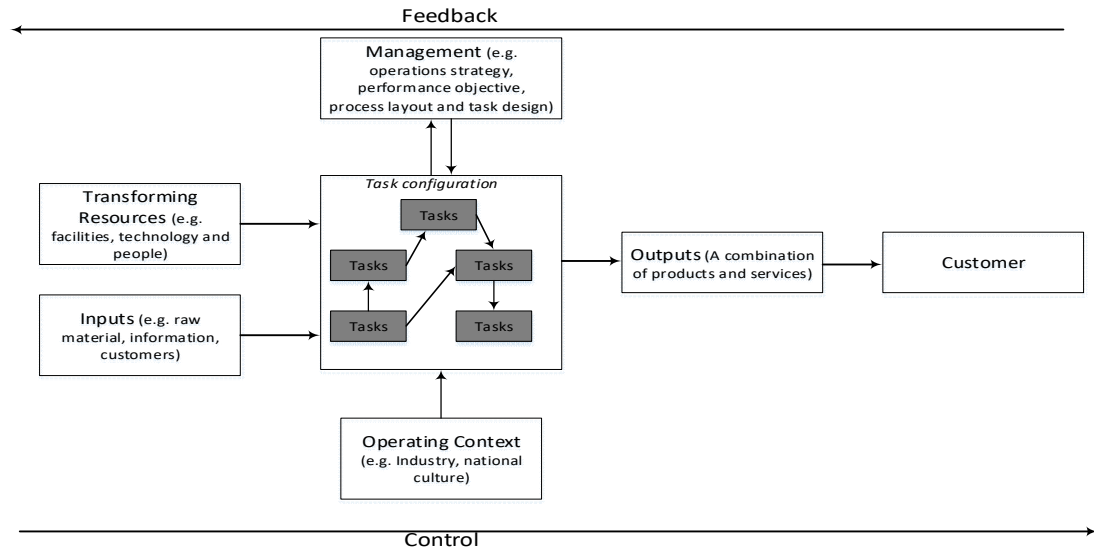 Feedback
Management (e.g.
operations strategy,
performance objective,
process layout and task design)
Task configuration
Transforming
Resources (e.g.
facilities, technology and
people)
Tasks
Tasks
Tasks
Outputs (A combination
of products and services)
Customer
Inputs (e.g. raw
material, information,
customers)
Tasks
Tasks
Operating Context
(e.g. Industry, national
culture)
Control